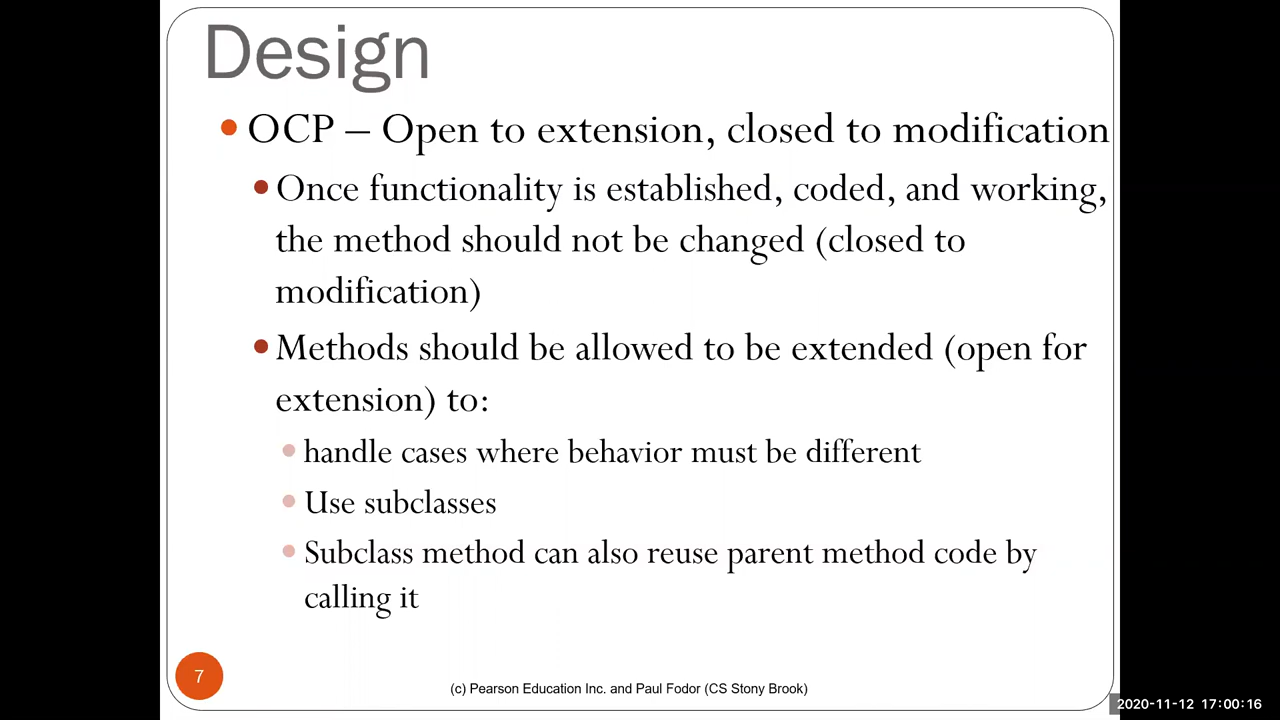 Design
OCP – Open to extension, closed to modification
Once functionality is established, coded, and working,
the method should not be changed (closed to
modification)
Methods should be allowed to be extended (open for
extension) to:
handle cases where behavior must be different
Use subclasses
Subclass method can also reuse parent method code by
calling it
7
(c) Pearson Education Inc. and Paul Fodor (CS Stony Brook)
2020-11-12 17:00:16